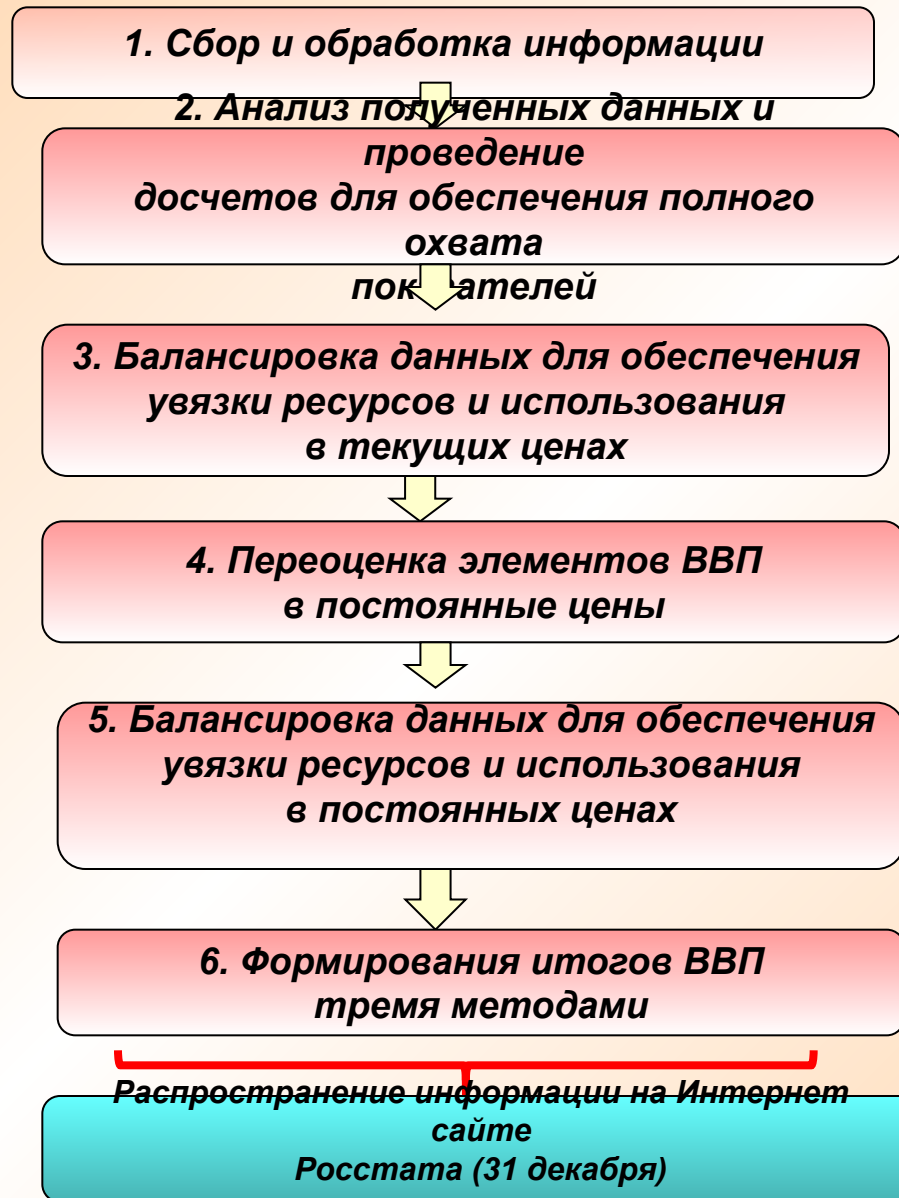 1. Сбор и обработка информации
2. Анализ полученных данных и
проведение
досчетов для обеспечения полного
охвата
показателей
3. Балансировка данных для обеспечения
увязки ресурсов и использования
в текущих ценах
4. Переоценка элементов ВВП
в постоянные цены
5. Балансировка данных для обеспечения
увязки ресурсов и использования
в постоянных ценах
6. Формирования итогов ВВП
тремя методами
Распространение информации на Интернет
сайте
Росстата (31 декабря)